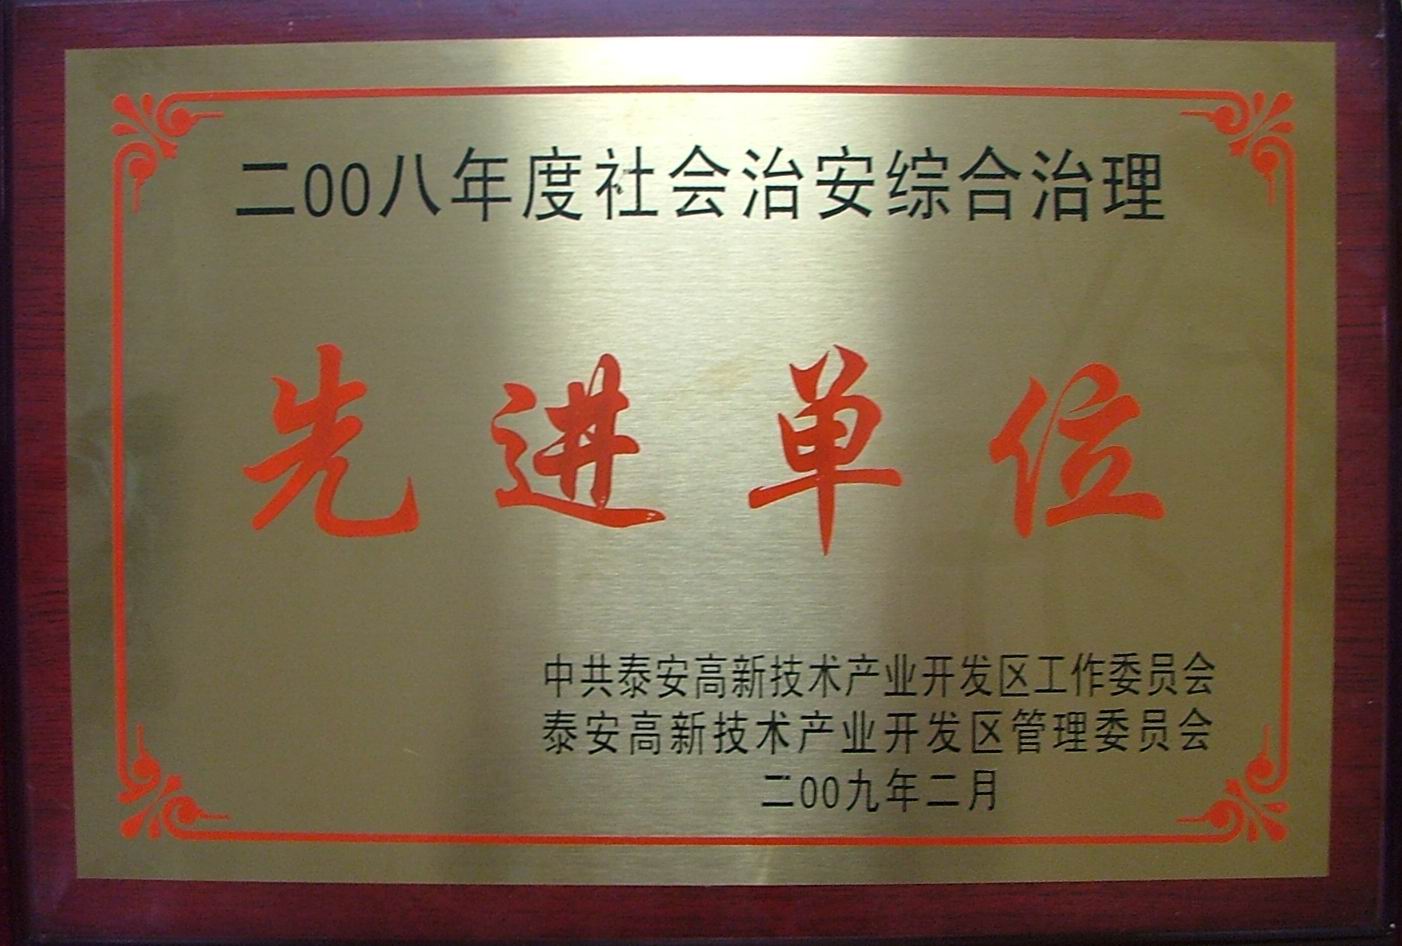 二00八年度社会治安综合治理
先进单位
中共泰安高新技术产业开发区工作委员会
泰安高新技术产业开发区管理委员会
二00九年二月